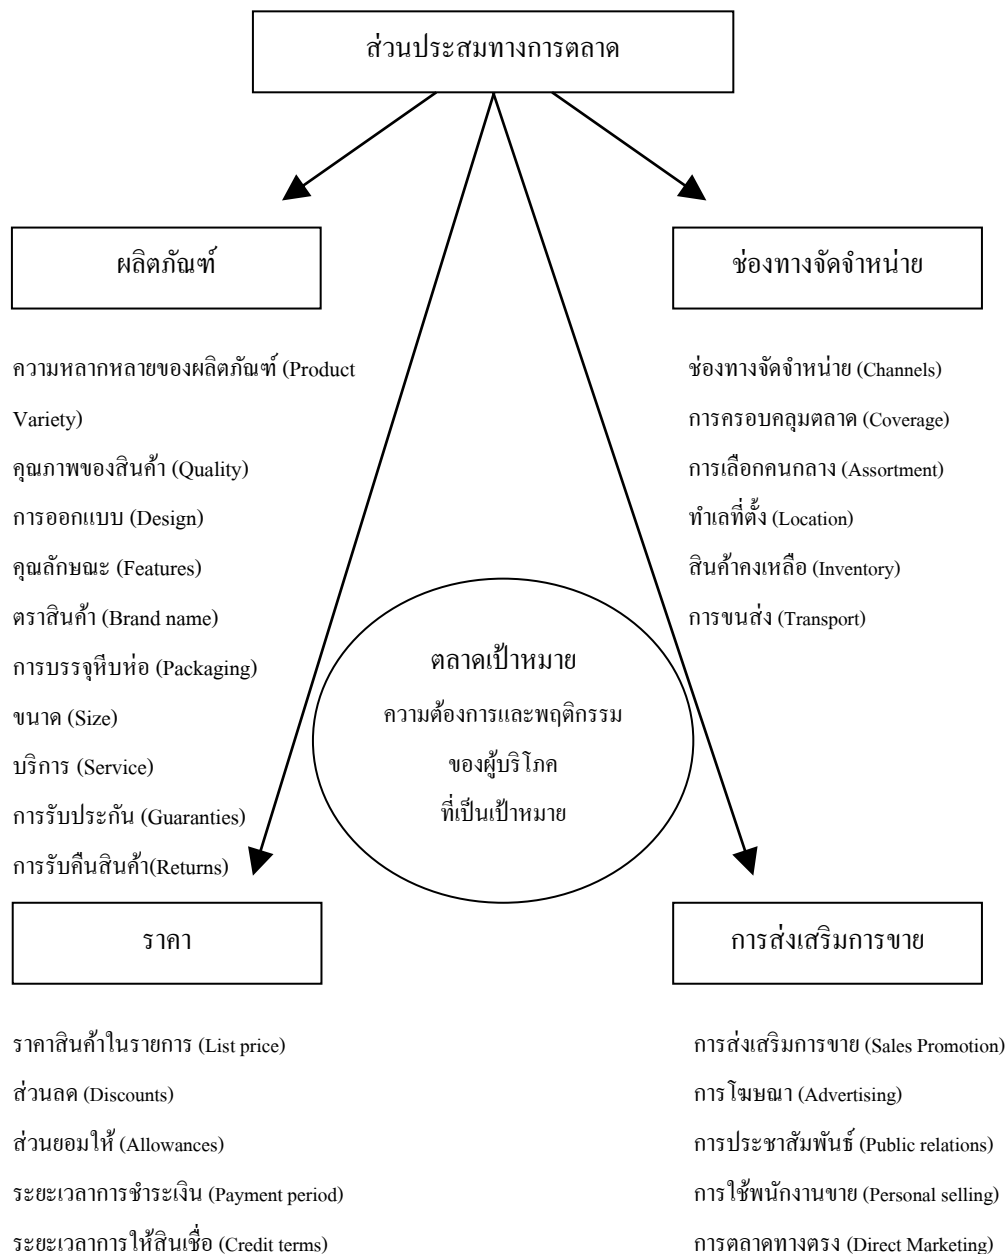 ส่วนประสมทางการตลาด
ผลิตภัณฑ์
ความหลากหลายของผลิตภัณฑ์ (Product
Variety)
คุณภาพของสินค้า (Quality)
การออกแบบ (Design)
คุณลักษณะ (Features)
ตราสินค้า (Brand name)
การบรรจุหีบห่อ (Packaging)
ขนาด (Size)
บริการ (Service)
การรับประกัน (Guaranties)
การรับคืนสินค้า(Returns)
ช่องทางจัดจำหน่าย
ช่องทางจัดจำหน่าย (Channels)
การครอบคลุมตลาด (Coverage)
การเลือกคนกลาง (Assortment)
ทำเลที่ตั้ง (Location)
สินค้าคงเหลือ (Inventory)
การขนส่ง (Transport)
ตลาดเป้าหมาย
ความต้องการและพฤติกรรม
ของผู้บริโภค
ที่เป็นเป้าหมาย
ราคา
ราคาสินค้าในรายการ (List price)
ส่วนลด (Discounts)
ส่วนยอมให้ (Allowances)
ระยะเวลาการชำระเงิน (Payment period)
ระยะเวลาการให้สินเชื่อ (Credit terms)
การส่งเสริมการขาย
การส่งเสริมการขาย (Sales Promotion)
การโฆษณา (Advertising)
การประชาสัมพันธ์ (Public relations)
การใช้พนักงานขาย (Personal selling)
การตลาดทางตรง (Direct Marketing)